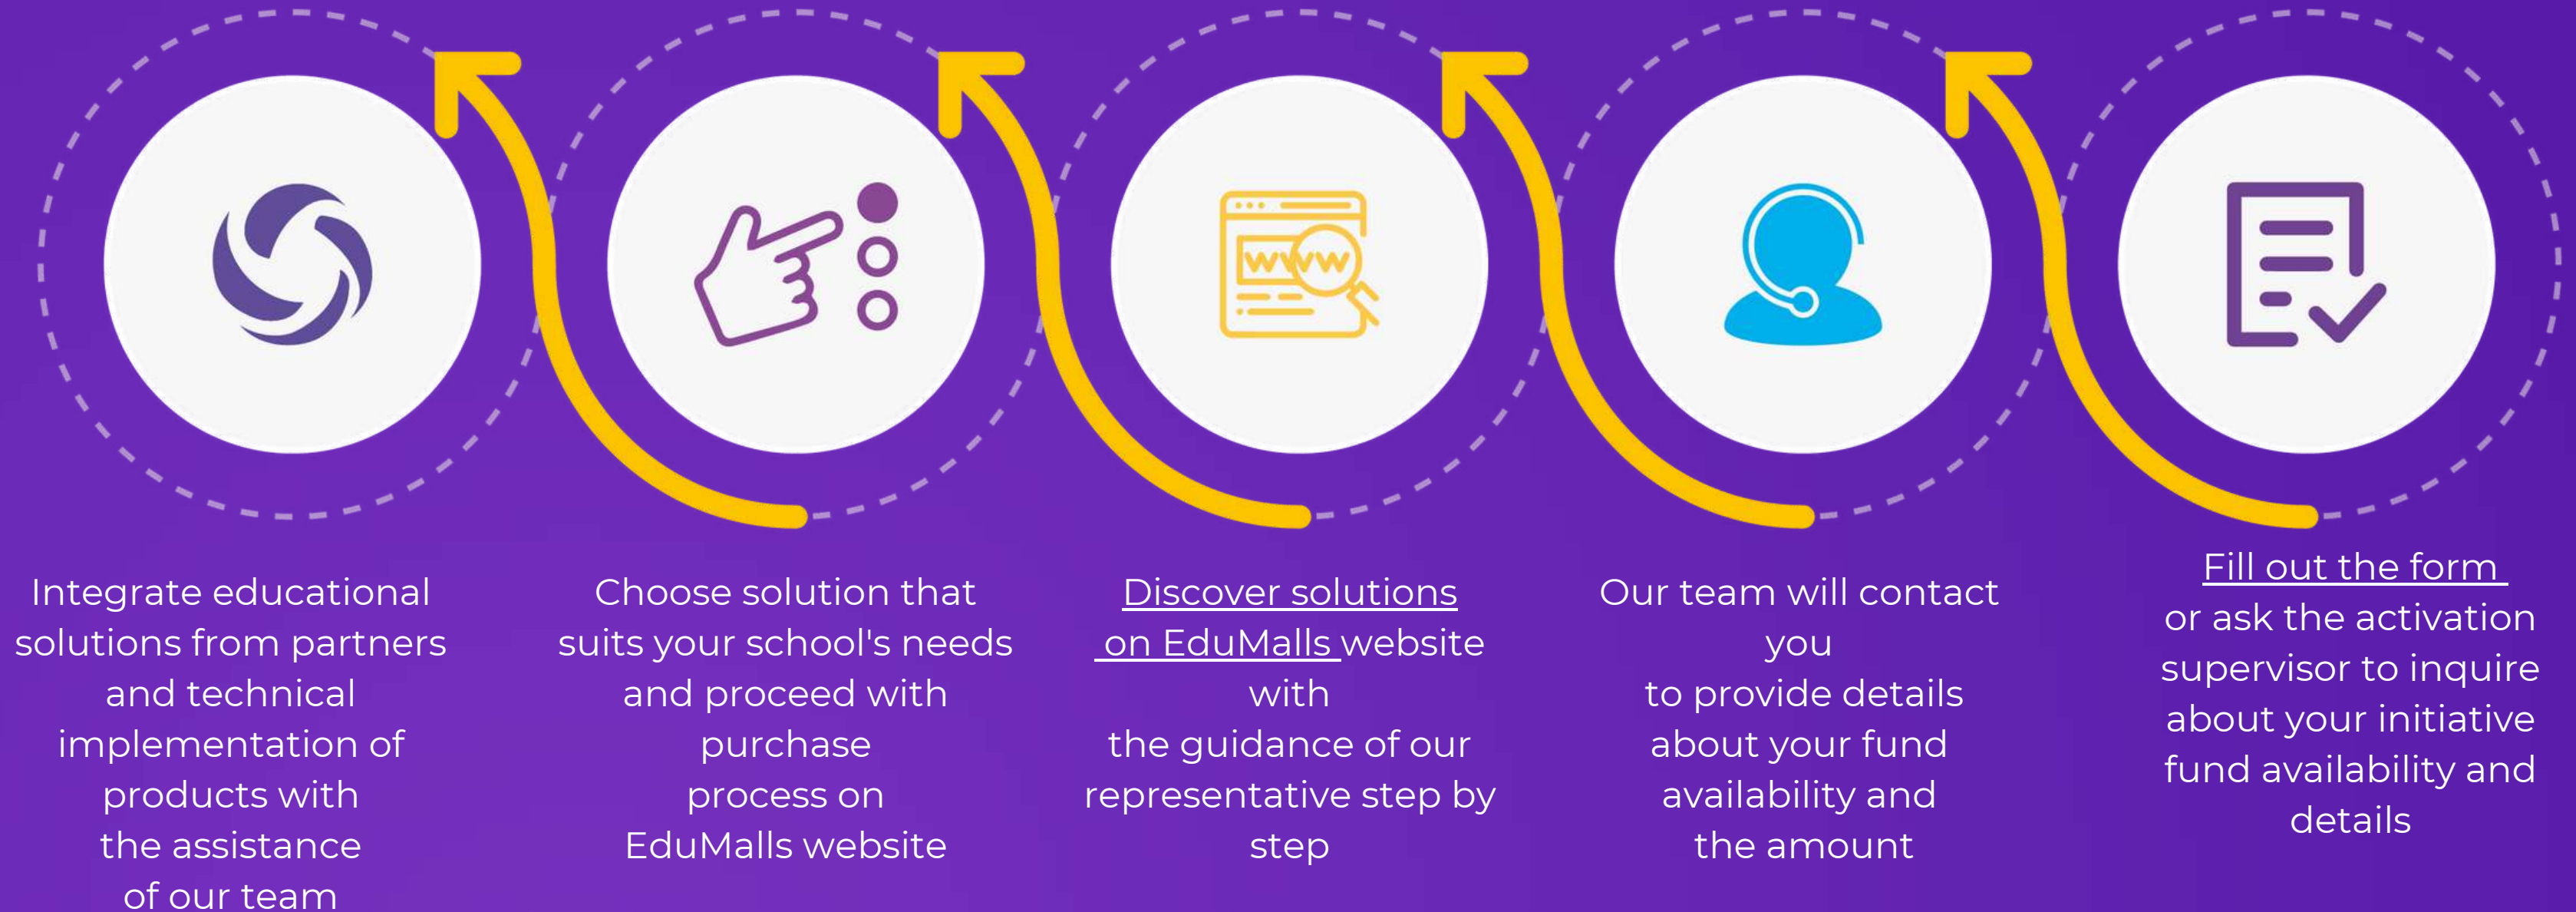 Integrate educational
solutions from partners
and technical
implementation of
products with
the assistance
of our team
Choose solution that
suits your school's needs
and proceed with
purchase
process on
EduMalls website
www
Discover solutions
on EduMalls website
with
the guidance of our
representative step by
step
Our team will contact
you
to provide details
about your fund
availability and
the amount
Fill out the form
or ask the activation
supervisor to inquire
about your initiative
fund availability and
details